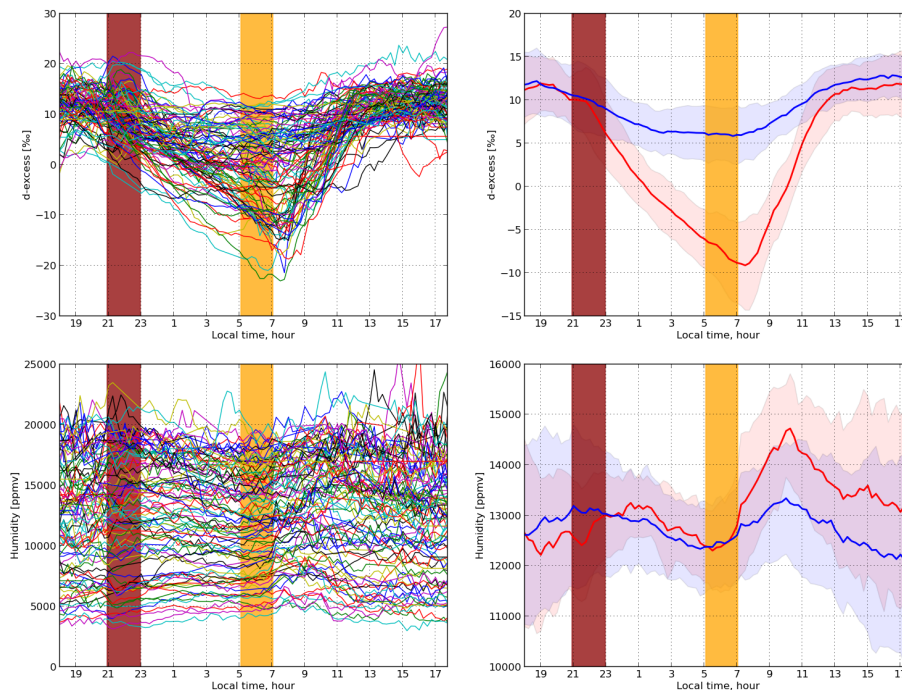 30
20
10
0
−10
−20
−30
d-excess [‰]
19 21 23 1 3 5 7 9 11 13 15 17
Local time, hour
20
15
10
5
0
−5
−10
−15
d-excess [‰]
19 21 23 1 3 5 7 9 11 13 15 17
Local time, hour
25000
20000
15000
10000
5000
0
Humidity [ppmv]
19 21 23 1 3 5 7 9 11 13 15 17
Local time, hour
16000
15000
14000
13000
12000
11000
10000
Humidity [ppmv]
19 21 23 1 3 5 7 9 11 13 15 17
Local time, hour